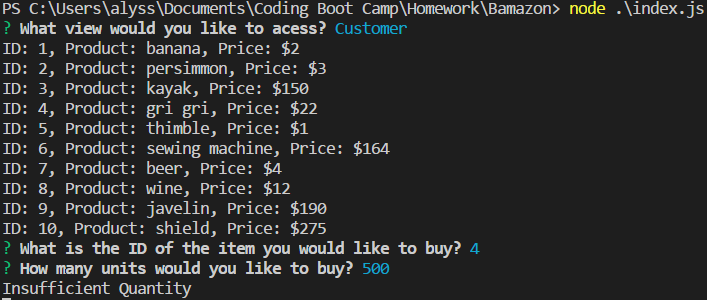 PS C:\Users\alyss\Documents\Coding Boot Camp\Homework\Bamazon> node .\index.js
? What view would you like to acess? Customer
ID: 1, Product: banana, Price: $2
ID: 2, Product: persimmon, Price: $3
ID: 3, Product: kayak, Price: $150
ID: 4, Product: gri gri, Price: $22
ID: 5, Product: thimble, Price: $1
ID: 6, Product: sewing machine, Price: $164
ID: 7, Product: beer, Price: $4
ID: 8, Product: wine, Price: $12
ID: 9, Product: javelin, Price: $190
ID: 10, Product: shield, Price: $275
? What is the ID of the item you would like to buy? 4
? How many units would you like to buy? 500
Insufficient Quantity